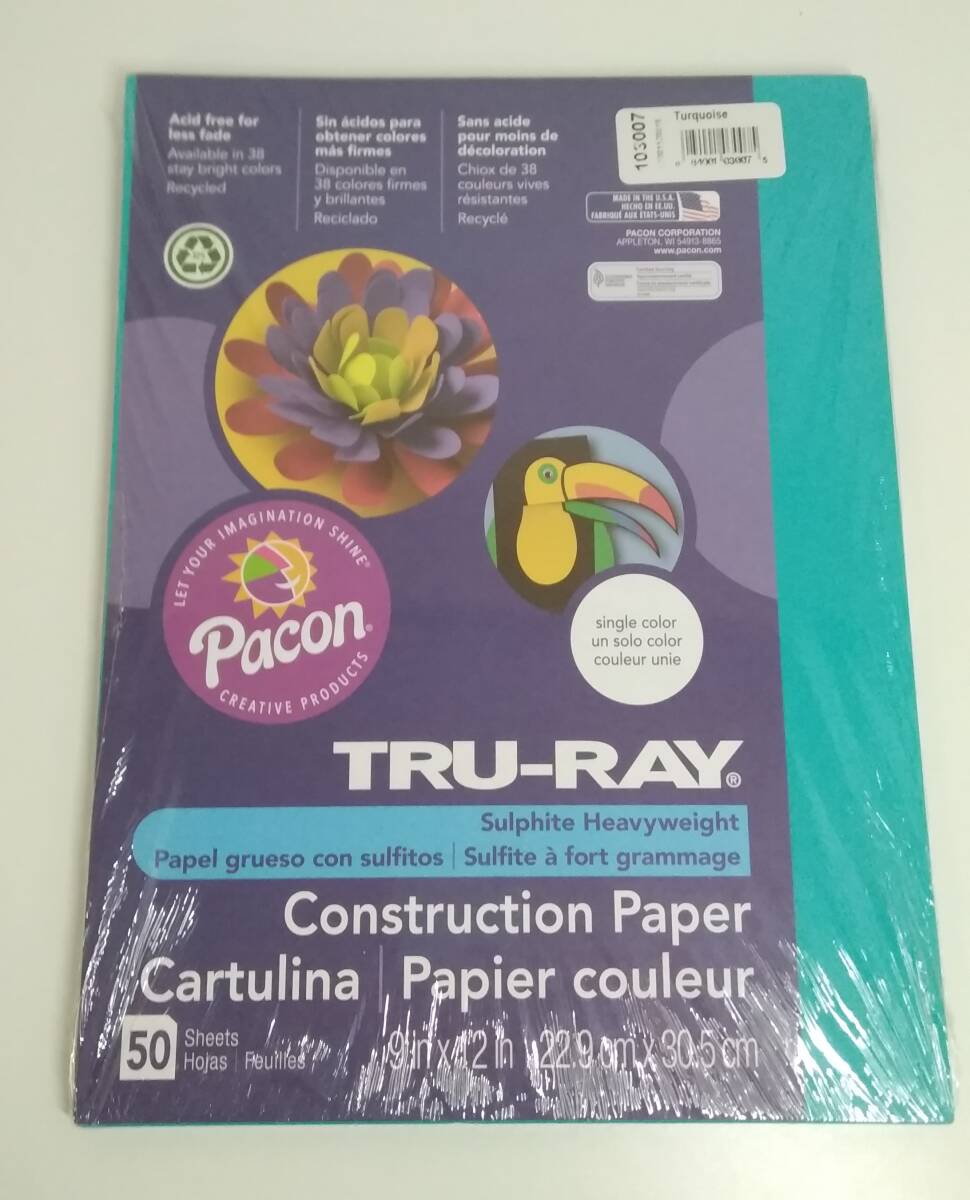 Acid free for
less fade
Available in 38
stay bright colors
Recycled
Sin ácidos para
obtener colores
más firmes
Disponible en
38 colores firmes
y brillantes
Reciclado
Sans acide
pour moins de
décoloration
Chiox de 38
couleurs vives
résistantes
Recyclé
103007
Turquoise
MADE IN THE U.S.A.
HECHO EN EE.UU.
FABRIQUÉ AUX ÉTATS-UNIS
PACON CORPORATION
APPLETON, WI 54913-8865
www.pacon.com
LET YOUR IMAGINATION SHINE®
Pacon®
CREATIVE PRODUCTS
single color
un solo color
couleur unie
TRU-RAY®
Sulphite Heavyweight
Papel grueso con sulfitos | Sulfite à fort grammage
Construction Paper
Cartulina | Papier couleur
50 Sheets
Hojas Feuilles
9 in x 12 in 22.9 cm x 30.5 cm